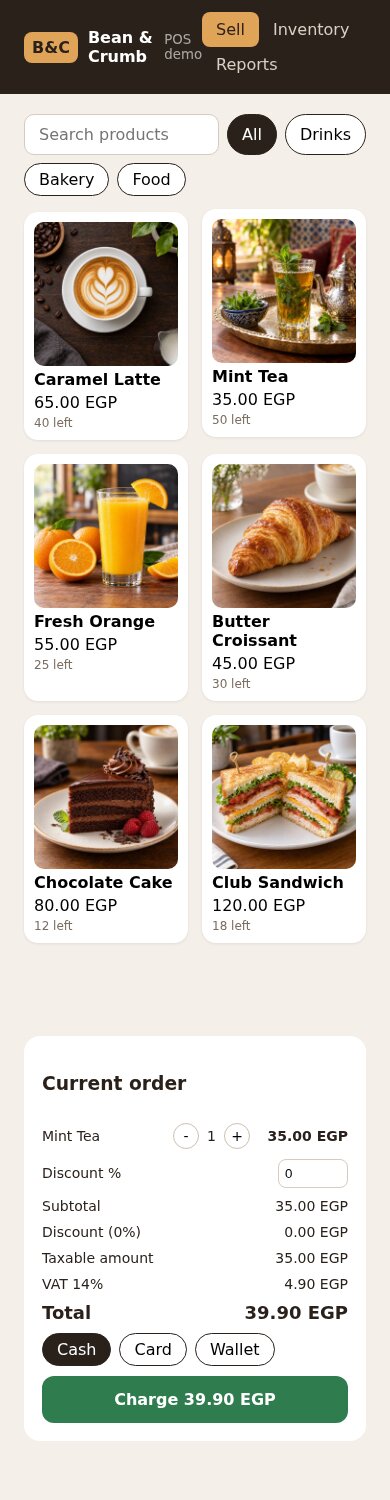 B&C
Bean &
Crumb
POS
demo
Sell
Inventory
Reports
Search products
All
Drinks
Bakery
Food
Caramel Latte
65.00 EGP
40 left
Mint Tea
35.00 EGP
50 left
Fresh Orange
55.00 EGP
25 left
Butter
Croissant
45.00 EGP
30 left
Chocolate Cake
80.00 EGP
12 left
Club Sandwich
120.00 EGP
18 left
Current order
Mint Tea - 1 + 35.00 EGP
Discount % 0
Subtotal 35.00 EGP
Discount (0%) 0.00 EGP
Taxable amount 35.00 EGP
VAT 14% 4.90 EGP
Total 39.90 EGP
Cash Card Wallet
Charge 39.90 EGP